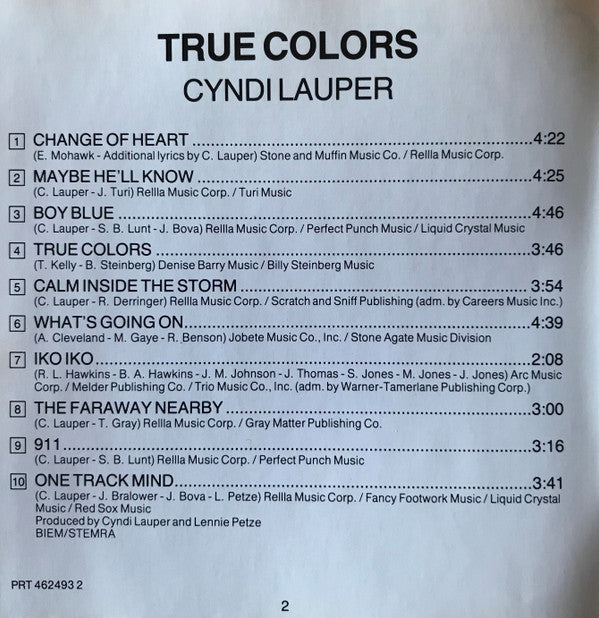 TRUE COLORS
CYNDI LAUPER
1 CHANGE OF HEART 4:22
(E. Mohawk - Additional lyrics by C. Lauper) Stone and Muffin Music Co. / Rellla Music Corp.
2 MAYBE HE'LL KNOW 4:25
(C. Lauper - J. Turi) Rellla Music Corp. / Turi Music
3 BOY BLUE 4:46
(C. Lauper - S. B. Lunt - J. Bova) Rellla Music Corp. / Perfect Punch Music / Liquid Crystal Music
4 TRUE COLORS 3:46
(T. Kelly - B. Steinberg) Denise Barry Music / Billy Steinberg Music
5 CALM INSIDE THE STORM 3:54
(C. Lauper - R. Derringer) Rellla Music Corp. / Scratch and Sniff Publishing (adm. by Careers Music Inc.)
6 WHAT'S GOING ON 4:39
(A. Cleveland - M. Gaye - R. Benson) Jobete Music Co., Inc. / Stone Agate Music Division
7 IKO IKO 2:08
(R. L. Hawkins - B. A. Hawkins - J. M. Johnson - J. Thomas - S. Jones - M. Jones - J. Jones) Arc Music
Corp. / Melder Publishing Co. / Trio Music Co., Inc. (adm. by Warner-Tamerlane Publishing Corp.)
8 THE FARAWAY NEARBY 3:00
(C. Lauper - T. Gray) Rellla Music Corp. / Gray Matter Publishing Co.
9 911 3:16
(C. Lauper - S. B. Lunt) Rellla Music Corp. / Perfect Punch Music
10 ONE TRACK MIND 3:41
(C. Lauper - J. Bralower - J. Bova - L. Petze) Rellla Music Corp. / Fancy Footwork Music / Liquid Crystal
Music / Red Sox Music
Produced by Cyndi Lauper and Lennie Petze
BIEM/STEMRA
PRT 462493 2
2